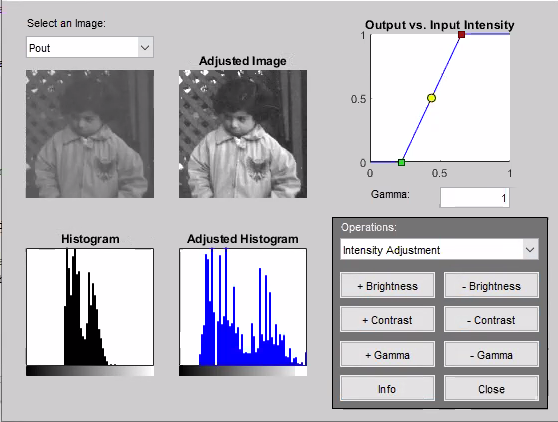 Select an Image:
Pout
Adjusted Image
Output vs. Input Intensity
1
0.5
0
0
0.5
1
Gamma:
1
Histogram
Adjusted Histogram
Operations:
Intensity Adjustment
+ Brightness
- Brightness
+ Contrast
- Contrast
+ Gamma
- Gamma
Info
Close